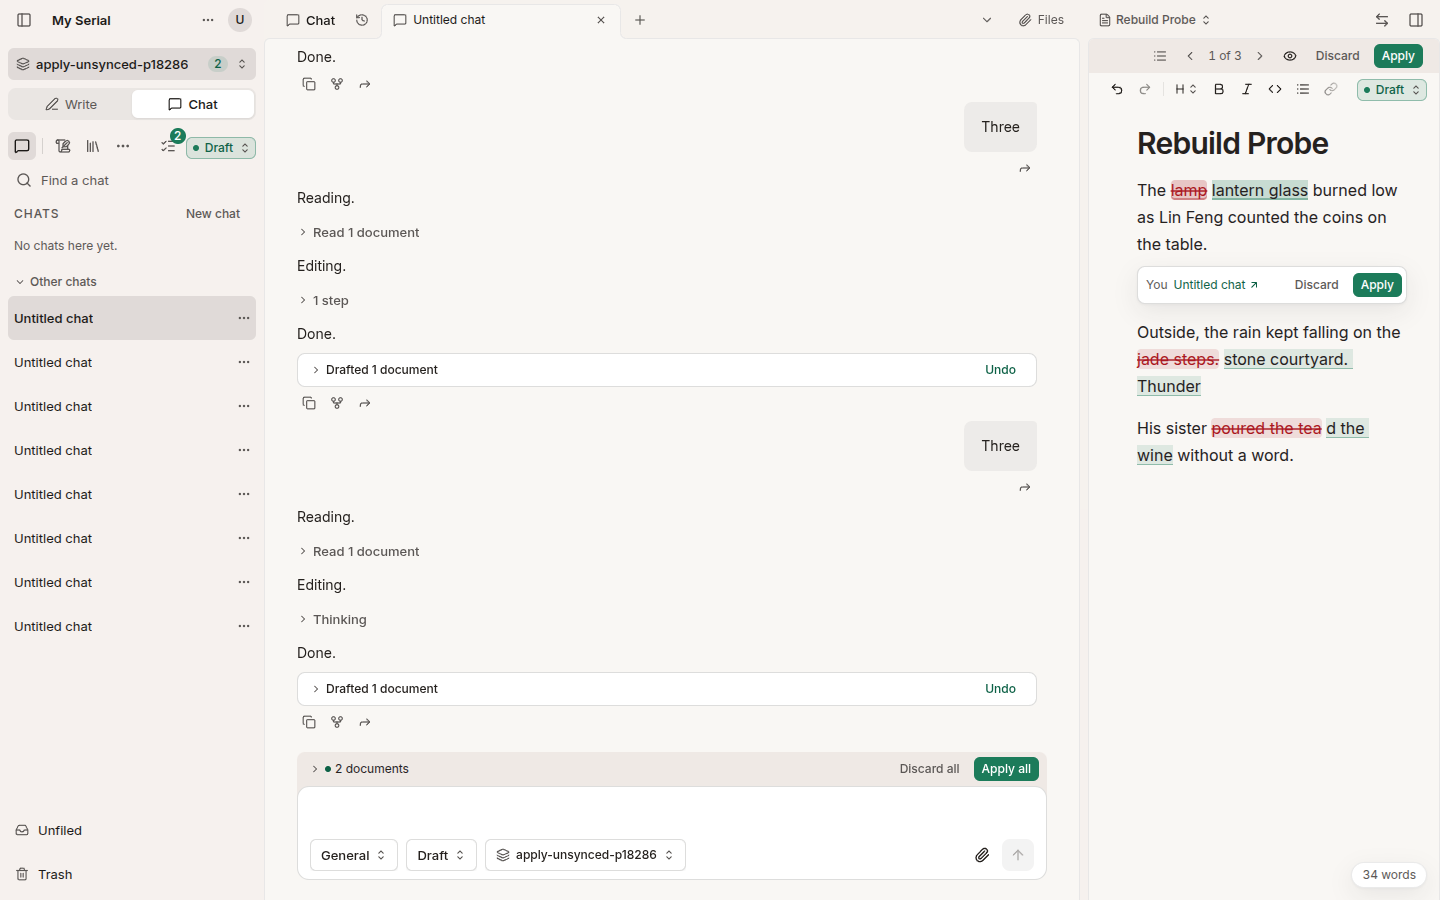 My Serial
U
Chat
Untitled chat
Files
Rebuild Probe
apply-unsynced-p18286
2
Write
Chat
2
Draft
Find a chat
CHATS
New chat
No chats here yet.
Other chats
Untitled chat
Untitled chat
Untitled chat
Untitled chat
Untitled chat
Untitled chat
Untitled chat
Untitled chat
Unfiled
Trash
Done.
Three
Reading.
Read 1 document
Editing.
1 step
Done.
Drafted 1 document
Undo
Three
Reading.
Read 1 document
Editing.
Thinking
Done.
Drafted 1 document
Undo
2 documents
Discard all
Apply all
General
Draft
apply-unsynced-p18286
1 of 3
Discard
Apply
H
B
I
Draft
Rebuild Probe
The lamp lantern glass burned low
as Lin Feng counted the coins on
the table.
You Untitled chat
Discard
Apply
Outside, the rain kept falling on the
jade steps. stone courtyard.
Thunder
His sister poured the tea d the
wine without a word.
34 words